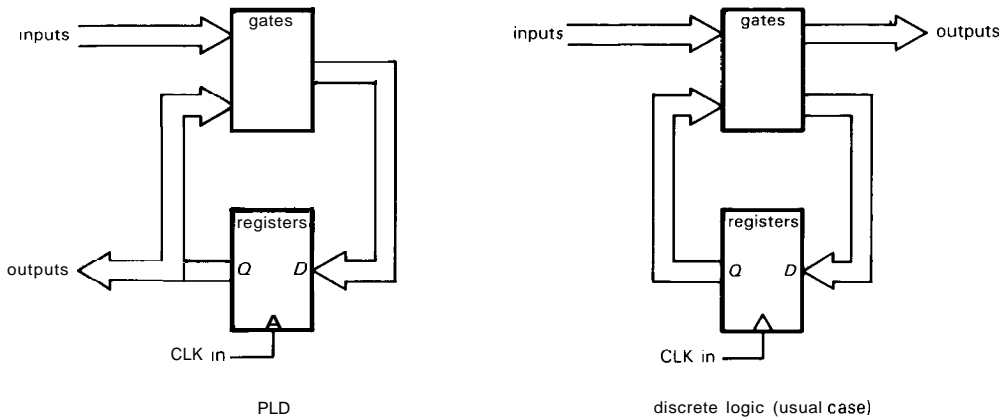 inputs
gates
outputs
registers
Q D
CLK in
PLD
inputs
gates
outputs
registers
Q D
CLK in
discrete logic (usual case)